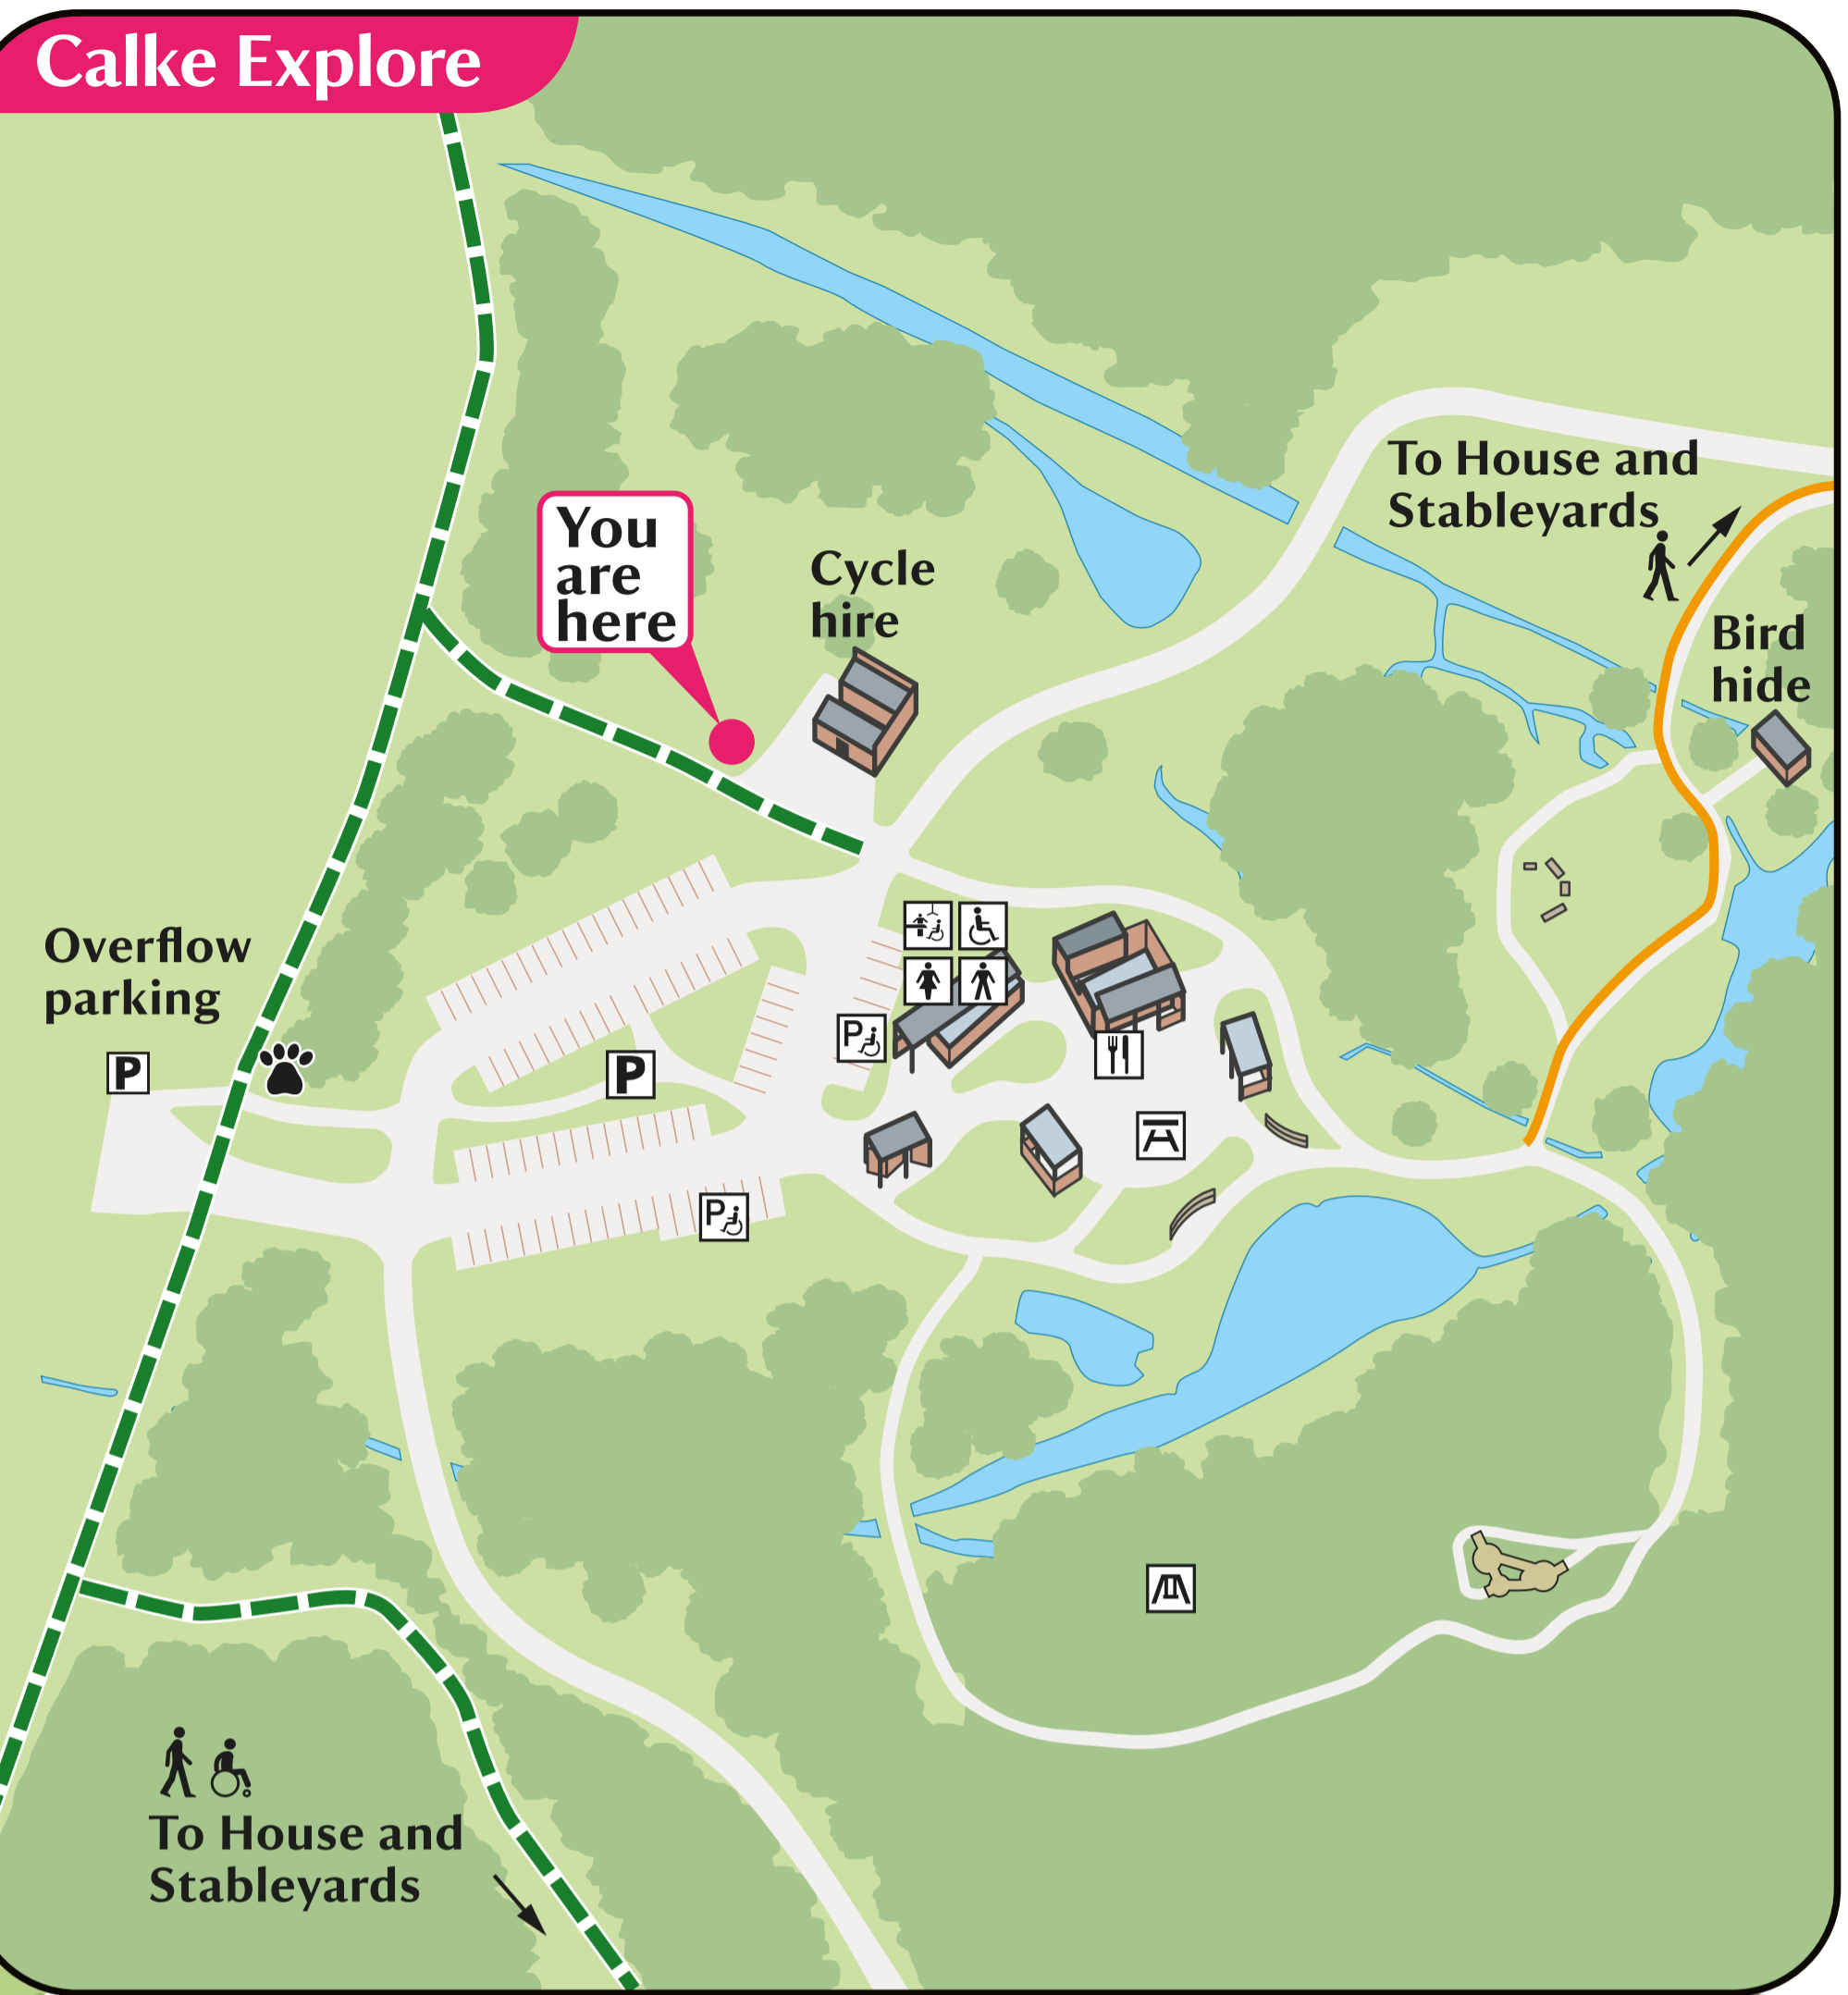 Calke Explore
To House and
Stableyards
You
are
here
Cycle
hire
Bird
hide
Overflow
parking
P
P
P
P
To House and
Stableyards